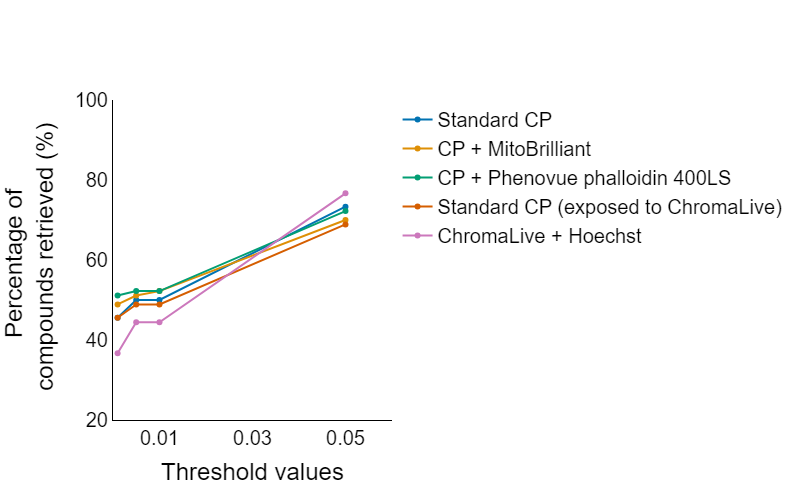 100
80
60
40
20
Percentage of
compounds retrieved (%)
0.01
0.03
0.05
Threshold values
Standard CP
CP + MitoBrilliant
CP + Phenovue phalloidin 400LS
Standard CP (exposed to ChromaLive)
ChromaLive + Hoechst